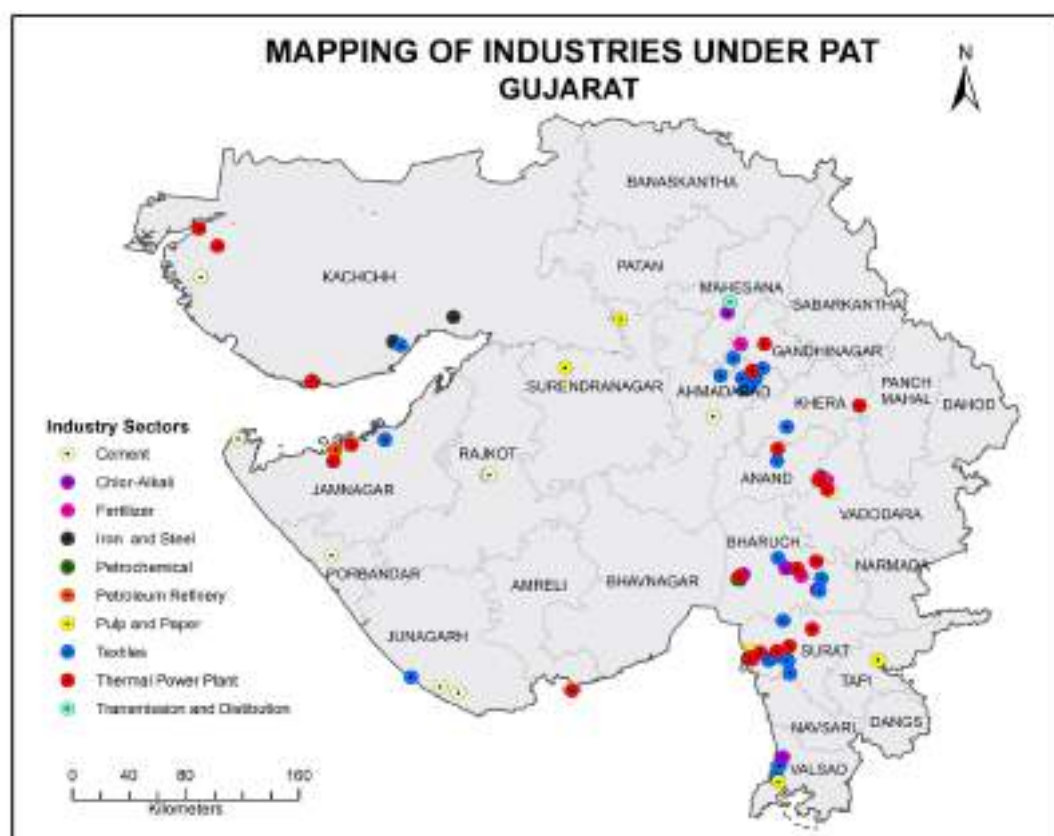 MAPPING OF INDUSTRIES UNDER PAT
GUJARAT
N
BANASKANTHA
PATAN
KACHCHH
MAHESANA
SABARKANTHA
GANDHINAGAR
SURENDRANAGAR
AHMADABAD
KHERA
PANCH
MAHAL
DAHOD
RAJKOT
JAMNAGAR
ANAND
VADODARA
BHARUCH
NARMADA
PORBANDAR
AMRELI
BHAVNAGAR
JUNAGARH
SURAT
TAPI
NAVSARI
DANGS
VALSAD
Industry Sectors
Cement
Chlor-Alkali
Fertilizer
Iron and Steel
Petrochemical
Petroleum Refinery
Pulp and Paper
Textiles
Thermal Power Plant
Transmission and Distibution
0 40 80 160
Kilometers